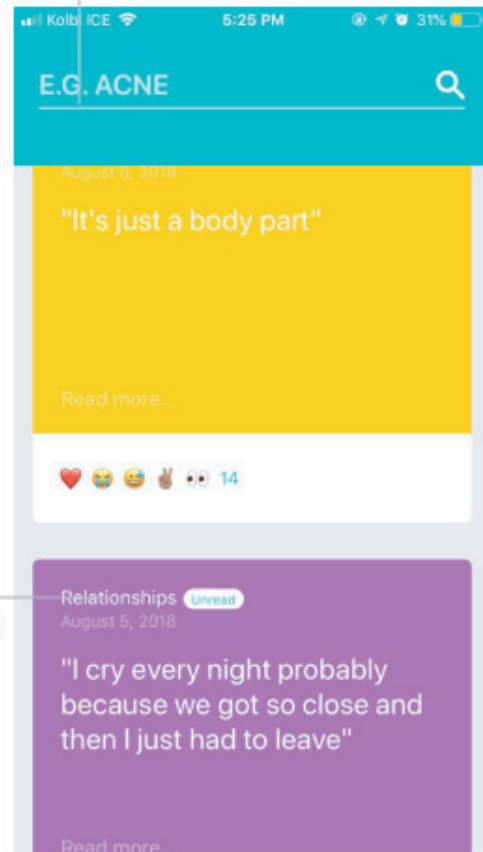 Kolbi ICE 5:25 PM 31%
E.G. ACNE
August 6, 2018
"It's just a body part"
Read more...
14
Relationships Unread
August 5, 2018
"I cry every night probably
because we got so close and
then I just had to leave"
Read more...